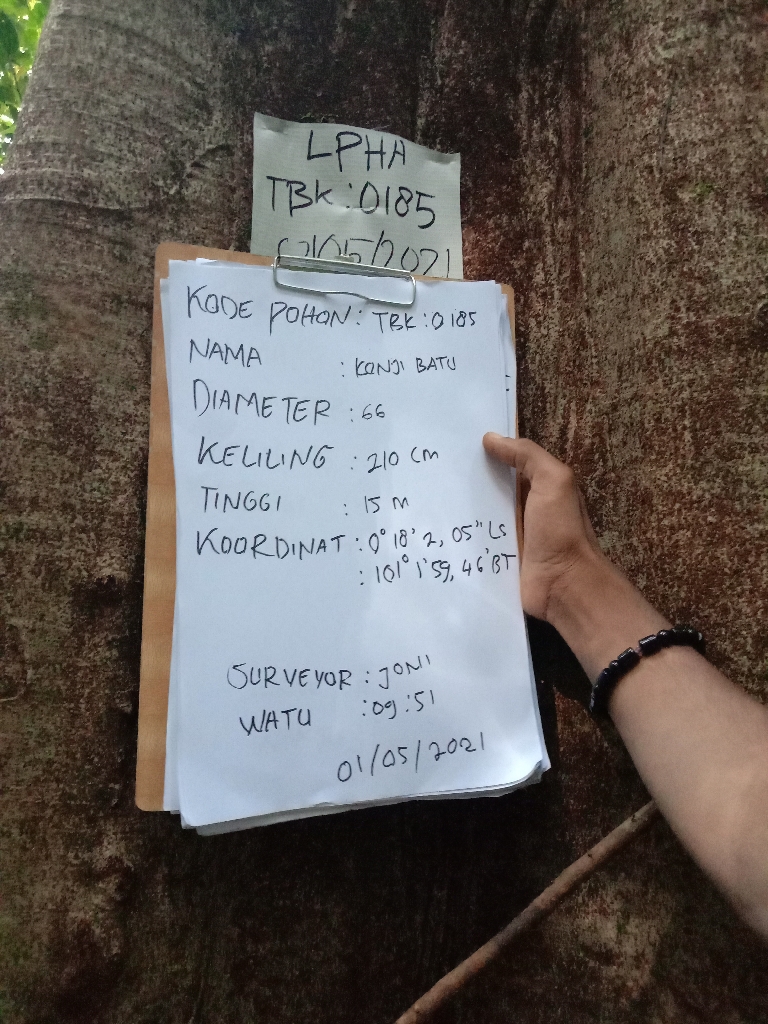 LPHA
TBK:0185
/05/2021
KODE POHON: TBK:0185
NAMA : KONJI BATU
DIAMETER : 66
KELILING : 210 cm
TINGGI : 15 M
KOORDINAT : 0° 18' 2, 05" LS
: 101° 1' 59, 46' BT
SURVEYOR : JONI
WATU : 09:51
01/05/2021